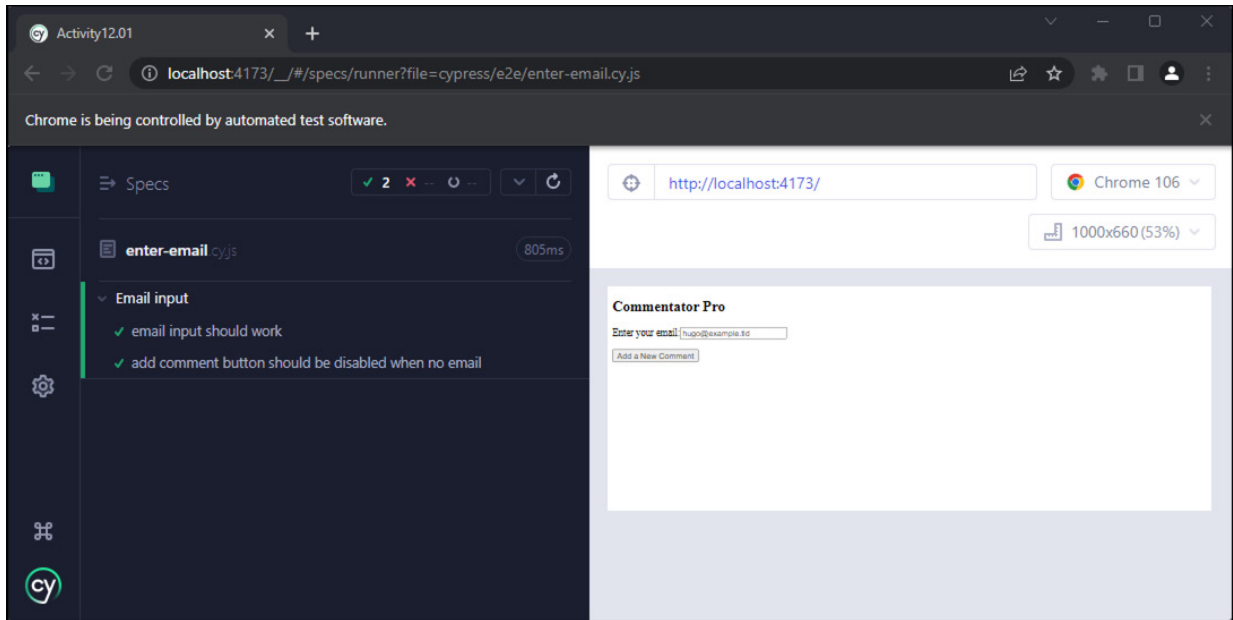 Activity12.01
localhost:4173/__/#/specs/runner?file=cypress/e2e/enter-email.cy.js
Chrome is being controlled by automated test software.
Specs
2 -- --
enter-email.cy.js
805ms
Email input
email input should work
add comment button should be disabled when no email
cy
http://localhost:4173/
Chrome 106
1000x660 (53%)
Commentator Pro
Enter your email: hugo@example.tld
Add a New Comment